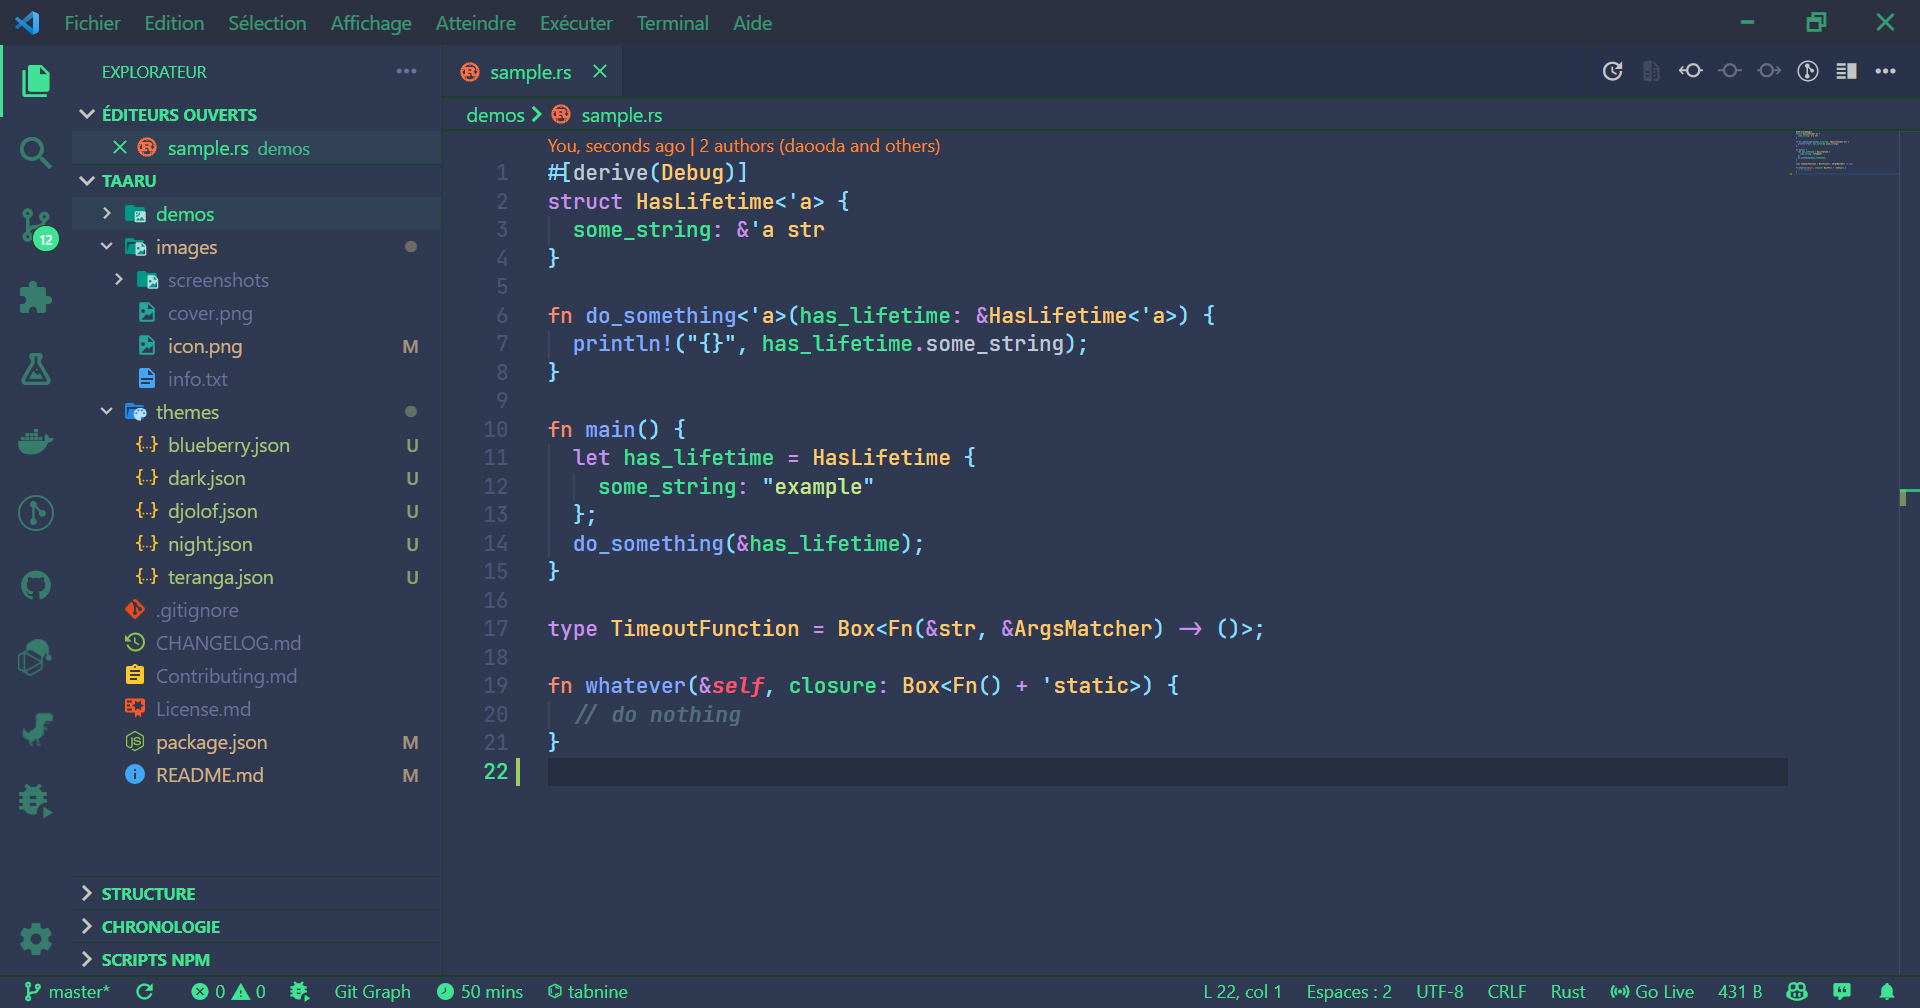 Fichier Edition Sélection Affichage Atteindre Exécuter Terminal Aide
EXPLORATEUR
ÉDITEURS OUVERTS
sample.rs demos
TAARU
demos
images
screenshots
cover.png
icon.png M
info.txt
themes
blueberry.json U
dark.json U
djolof.json U
night.json U
teranga.json U
.gitignore
CHANGELOG.md
Contributing.md
License.md
package.json M
README.md M
STRUCTURE
CHRONOLOGIE
SCRIPTS NPM
12
sample.rs
demos > sample.rs
You, seconds ago | 2 authors (daooda and others)
1 #[derive(Debug)]
2 struct HasLifetime<'a> {
3 some_string: &'a str
4 }
5
6 fn do_something<'a>(has_lifetime: &HasLifetime<'a>) {
7 println!("{}", has_lifetime.some_string);
8 }
9
10 fn main() {
11 let has_lifetime = HasLifetime {
12 some_string: "example"
13 };
14 do_something(&has_lifetime);
15 }
16
17 type TimeoutFunction = Box<Fn(&str, &ArgsMatcher) -> ()>;
18
19 fn whatever(&self, closure: Box<Fn() + 'static>) {
20 // do nothing
21 }
22
master* 0 0 Git Graph 50 mins tabnine L 22, col 1 Espaces : 2 UTF-8 CRLF Rust Go Live 431 B